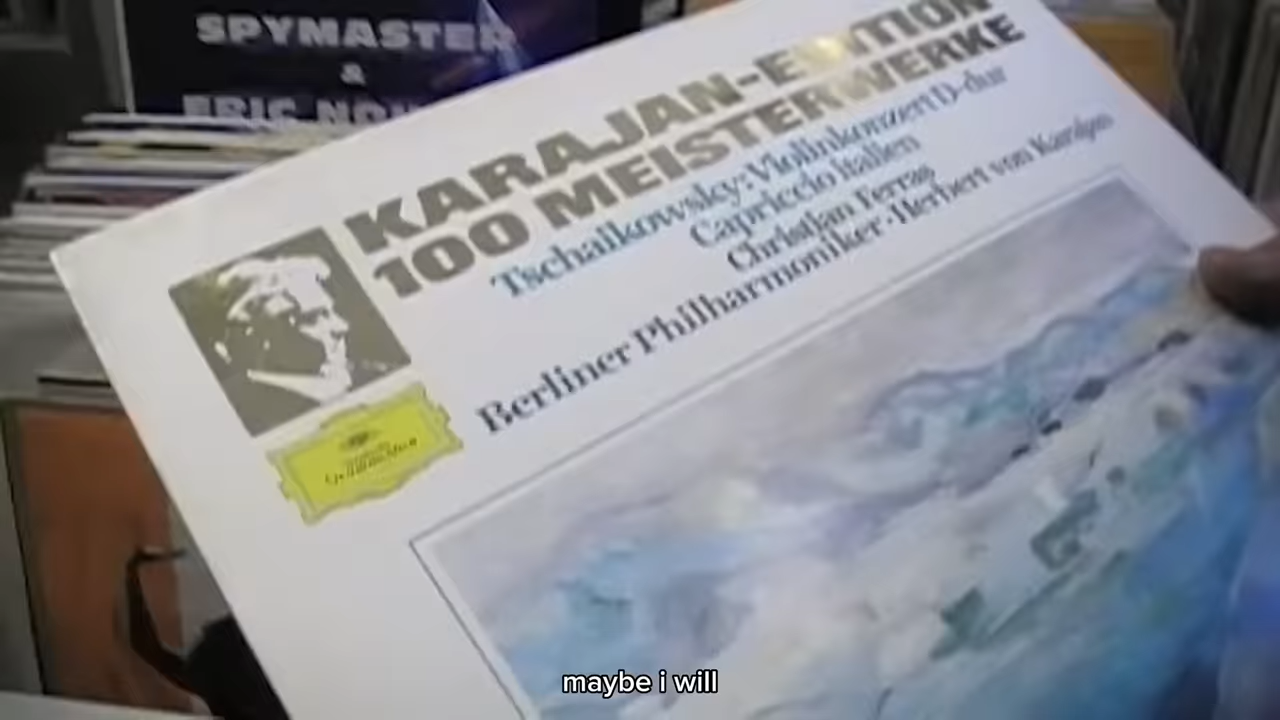 SPYMASTER
&
ERIC
KARAJAN-EDITION
100 MEISTERWERKE
Tschaikowsky: Violinkonzert D-dur
Capriccio italien
Christian Ferras
Berliner Philharmoniker · Herbert von Karajan
maybe i will